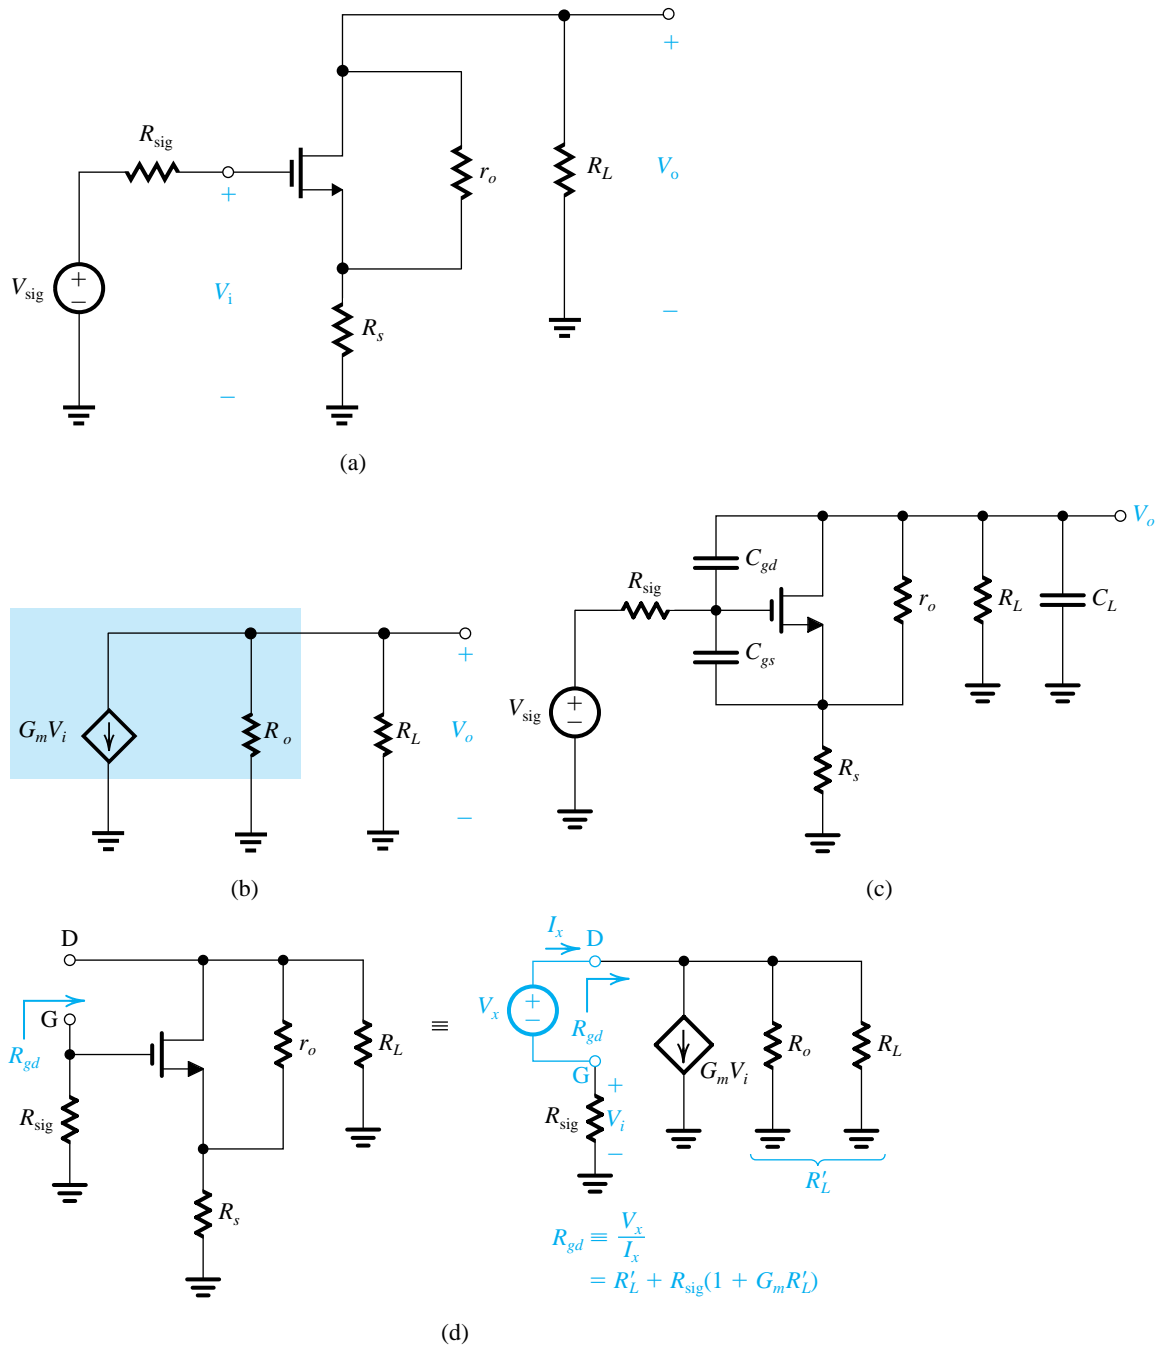 +
R_sig
+
r_o
R_L
V_o
V_sig
+
−
V_i
R_s
−
−
(a)
V_o
C_gd
R_sig
r_o
R_L
C_L
C_gs
V_sig
+
−
R_s
(c)
G_mV_i
R_o
R_L
+
V_o
−
(b)
D
G
R_gd
r_o
R_L
R_sig
R_s
≡
I_x
D
V_x
+
−
R_gd
G
G_mV_i
R_o
R_L
R_sig
+
V_i
−
R′_L
R_gd ≡ V_x / I_x
= R′_L + R_sig(1 + G_mR′_L)
(d)